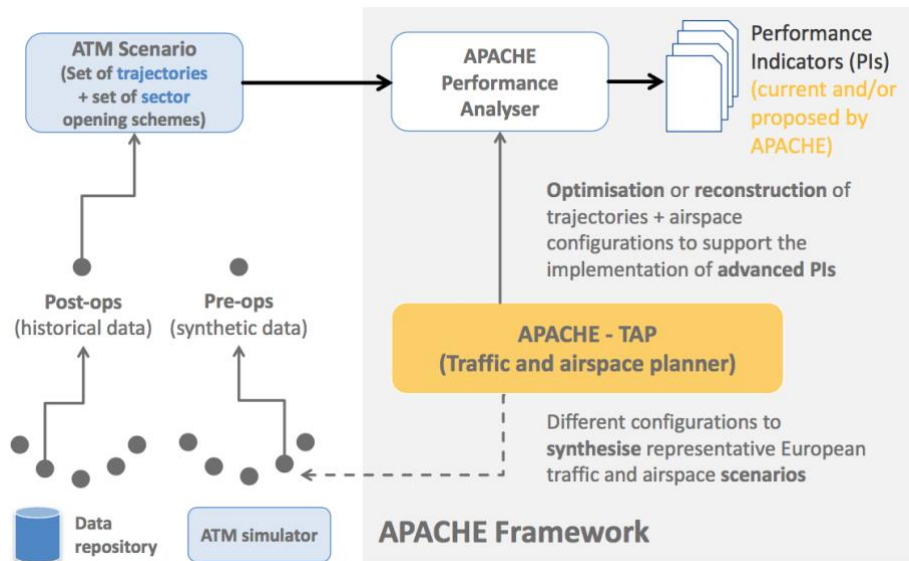 ATM Scenario
(Set of trajectories
+ set of sector
opening schemes)
APACHE
Performance
Analyser
Performance
Indicators (PIs)
(current and/or
proposed by
APACHE)
Optimisation or reconstruction of
trajectories + airspace
configurations to support the
implementation of advanced PIs
Post-ops
(historical data)
Pre-ops
(synthetic data)
APACHE - TAP
(Traffic and airspace planner)
Different configurations to
synthesise representative European
traffic and airspace scenarios
Data
repository
ATM simulator
APACHE Framework